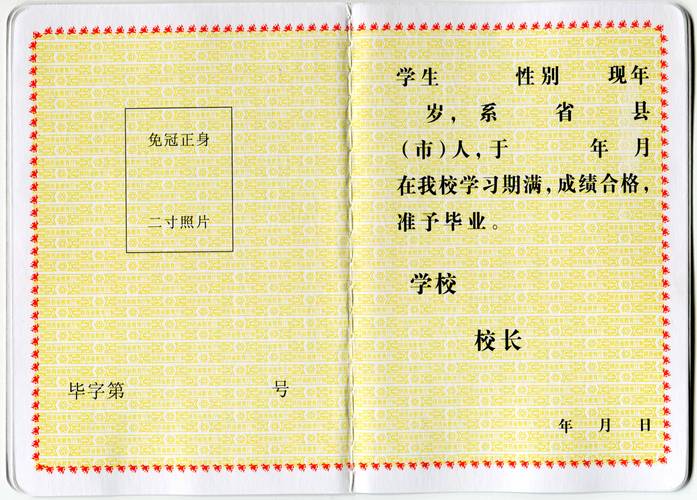 免冠正身
二寸照片
毕字第 号
学生 性别 现年
岁，系 省 县
（市）人，于 年 月
在我校学习期满，成绩合格，
准予毕业。
学校
校长
年 月 日